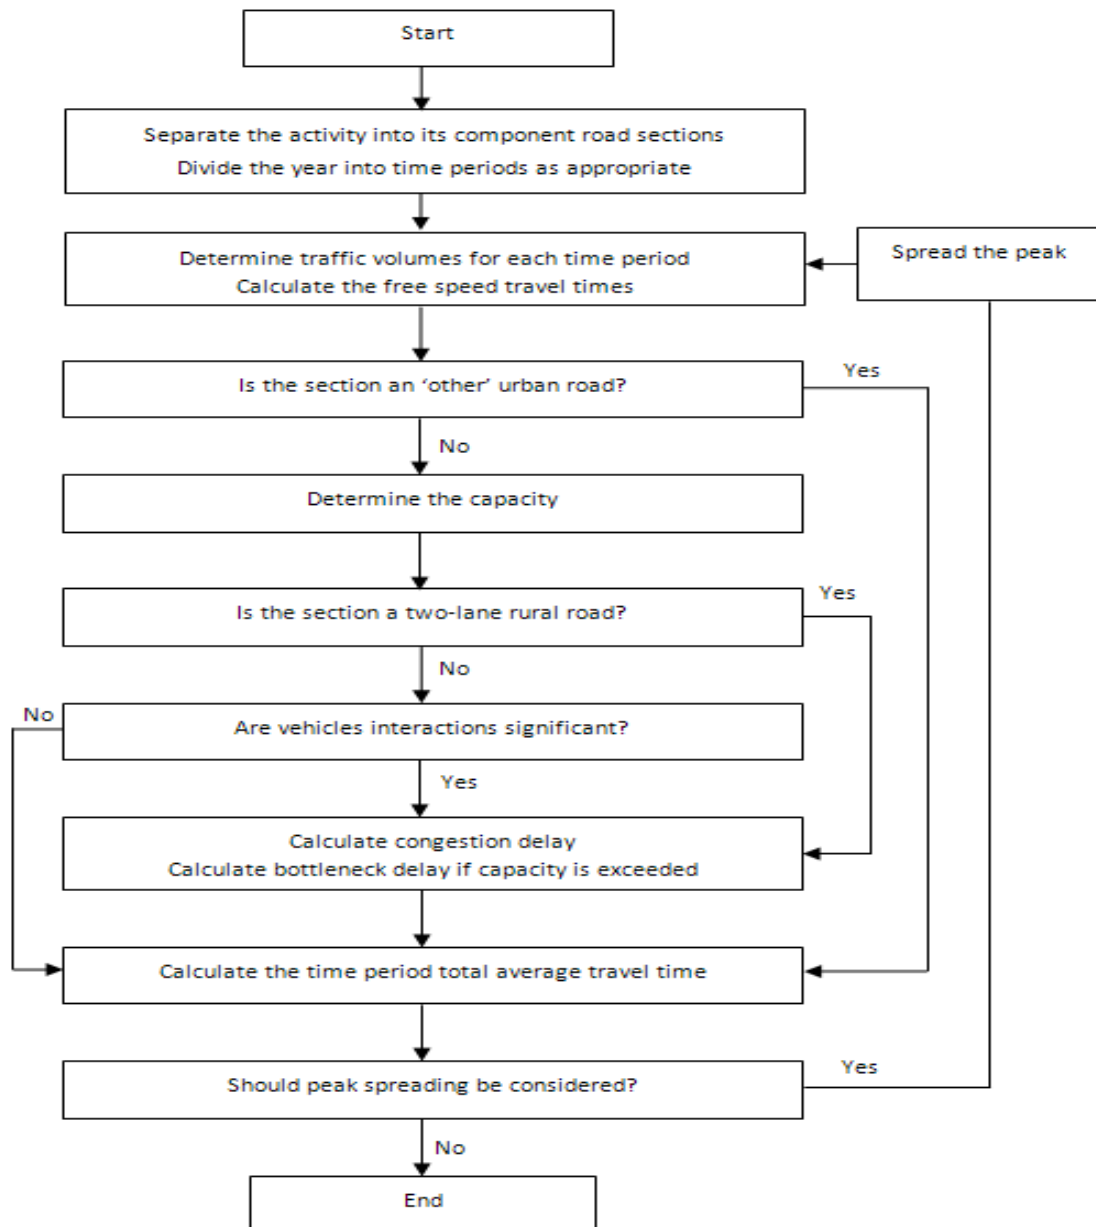 Start
Separate the activity into its component road sections
Divide the year into time periods as appropriate
Determine traffic volumes for each time period
Calculate the free speed travel times
Spread the peak
Is the section an ‘other’ urban road?
Yes
No
Determine the capacity
Is the section a two-lane rural road?
Yes
No
No
Are vehicles interactions significant?
Yes
Calculate congestion delay
Calculate bottleneck delay if capacity is exceeded
Calculate the time period total average travel time
Should peak spreading be considered?
Yes
No
End